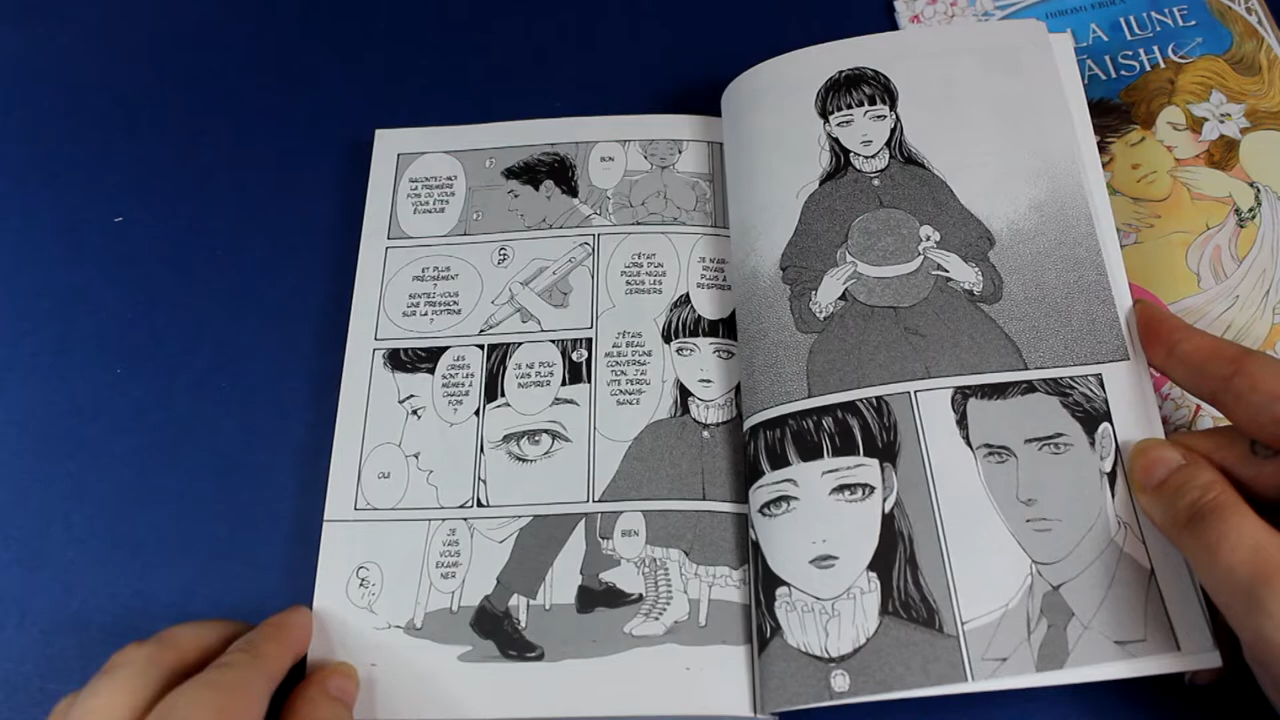 LA LUNE
BON
...
RACONTEZ-MOI
LA PREMIÈRE
FOIS OÙ VOUS
VOUS ÊTES
ÉVANOUIE
JE N'AR-
RIVAIS
PLUS À
RESPIRER
C'ÉTAIT
LORS D'UN
PIQUE-NIQUE
SOUS LES
CERISIERS
J'ÉTAIS
AU BEAU
MILIEU D'UNE
CONVERSA-
TION. J'AI
VITE PERDU
CONNAIS-
SANCE
ET PLUS
PRÉCISÉMENT
?
SENTIEZ-VOUS
UNE PRESSION
SUR LA POITRINE
?
JE NE POU-
VAIS PLUS
INSPIRER
LES
CRISES
SONT LES
MÊMES À
CHAQUE
FOIS
?
OUI
BIEN
JE
VAIS
VOUS
EXAMI-
NER